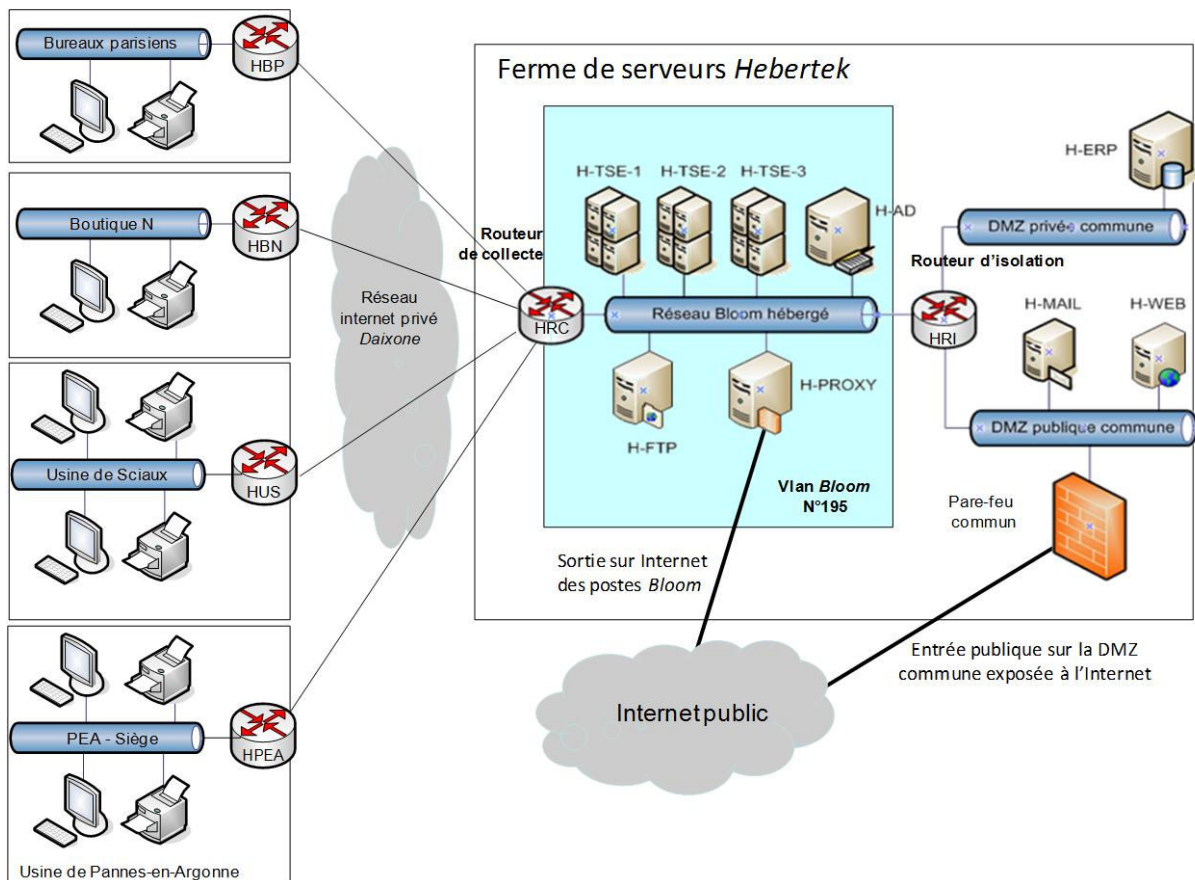 Bureaux parisiens
HBP
Boutique N
HBN
Usine de Sciaux
HUS
PEA - Siège
HPEA
Usine de Pannes-en-Argonne
Réseau
internet privé
Daixone
Routeur
de collecte
HRC
Ferme de serveurs Hebertek
H-TSE-1
H-TSE-2
H-TSE-3
H-AD
Réseau Bloom hébergé
H-FTP
H-PROXY
Vlan Bloom
N°195
H-ERP
DMZ privée commune
Routeur d'isolation
HRI
H-MAIL
H-WEB
DMZ publique commune
Pare-feu
commun
Sortie sur Internet
des postes Bloom
Entrée publique sur la DMZ
commune exposée à l'Internet
Internet public